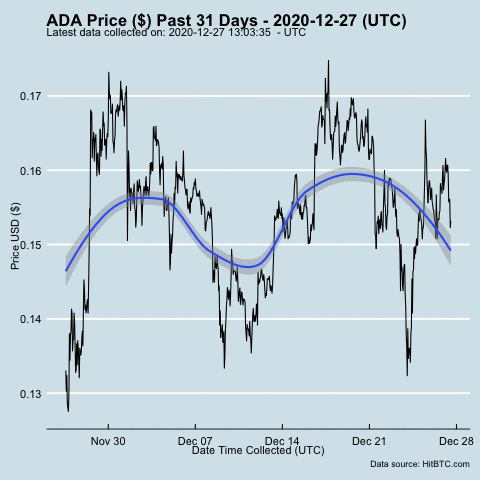 ADA Price ($) Past 31 Days - 2020-12-27 (UTC)
Latest data collected on: 2020-12-27 13:03:35 - UTC
0.17
0.16
0.15
0.14
0.13
Price USD ($)
Nov 30 Dec 07 Dec 14 Dec 21 Dec 28
Date Time Collected (UTC)
Data source: HitBTC.com